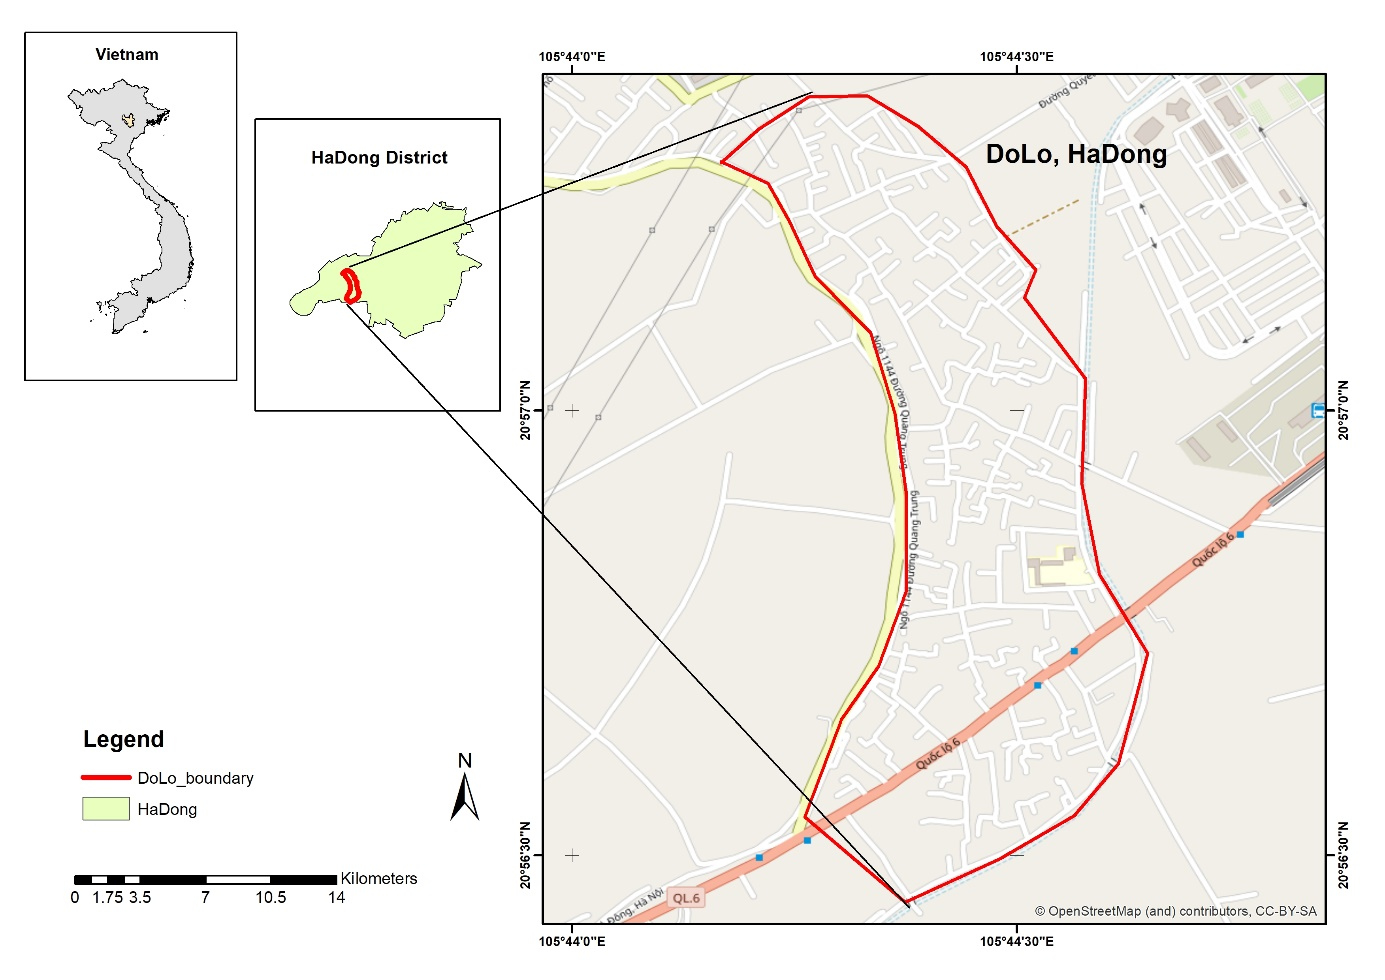 Vietnam
HaDong District
105°44'0"E
105°44'30"E
Đường Quyế
DoLo, HaDong
Ngõ 1144 Đường Quang Trung
20°57'0"N
20°57'0"N
Ngõ 1144 Đường Quang Trung
Quốc lộ 6
Quốc lộ 6
Legend
DoLo_boundary
HaDong
N
20°56'30"N
20°56'30"N
Kilometers
0 1.75 3.5 7 10.5 14
QL.6
Đông, Hà Nội
© OpenStreetMap (and) contributors, CC-BY-SA
105°44'0"E
105°44'30"E